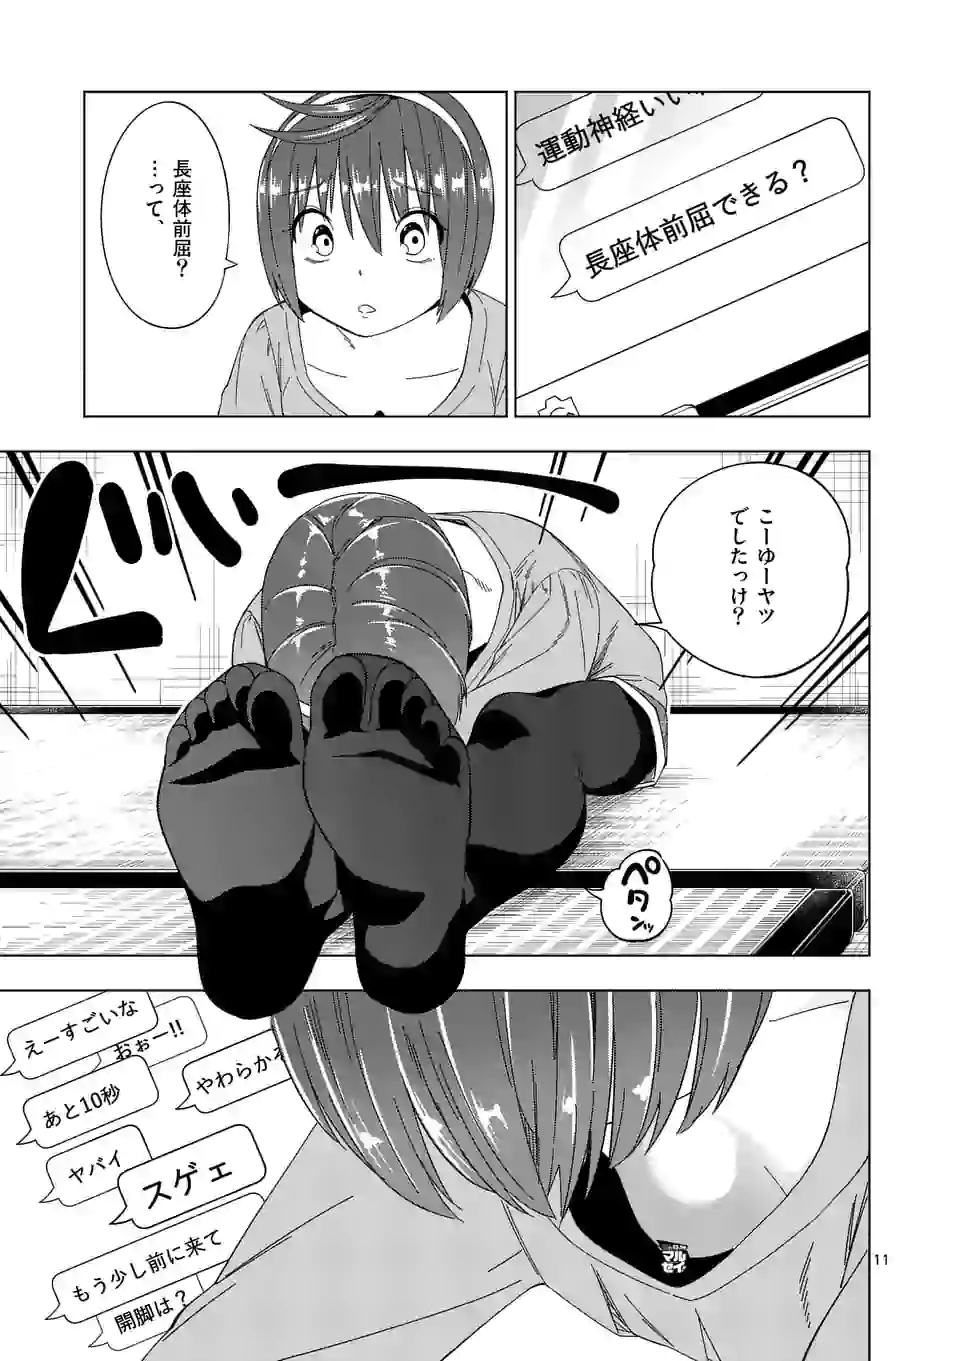 運動神経いい
長座体前屈できる?
長座体前屈?
…って、
こーゆーヤツ
でしたっけ?
ぐいーー
ペタンッ
えーすごいな
おぉー!!
やわらか
あと10秒
ヤバイ
スゲェ
もう少し前に来て
開脚は?
マル
セイ
11